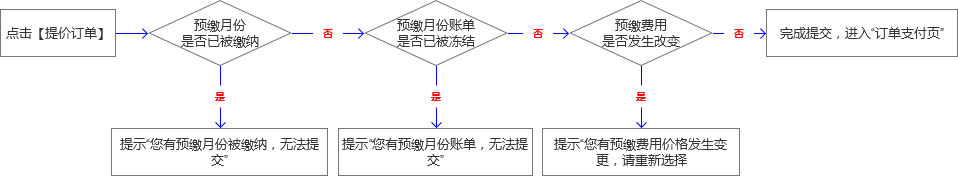 点击【提价订单】
预缴月份
是否已被缴纳
否
预缴月份账单
是否已被冻结
否
预缴费用
是否发生改变
否
完成提交，进入“订单支付页”
是
是
是
提示“您有预缴月份被缴纳，无法提
交”
提示“您有预缴月份账单，无法提
交”
提示“您有预缴费用价格发生变
更，请重新选择